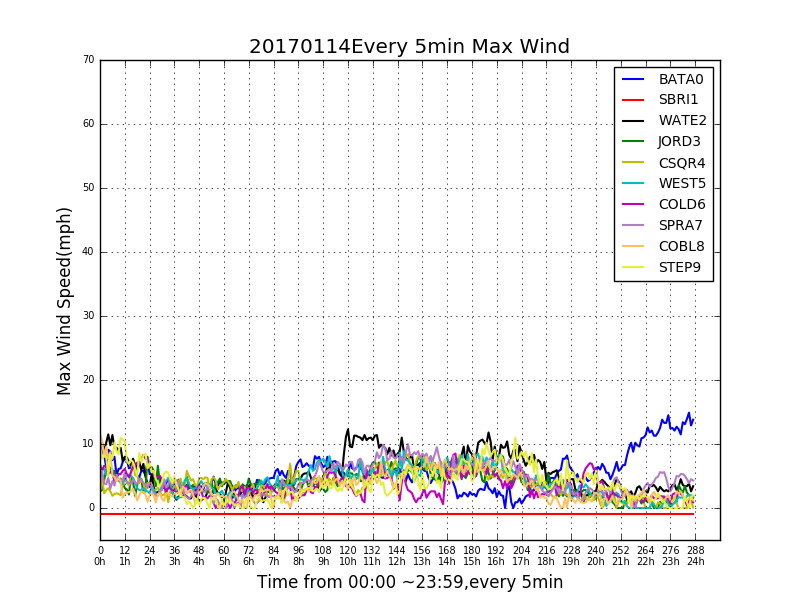 20170114Every 5min Max Wind
70
60
50
40
30
20
10
0
Max Wind Speed(mph)
BATA0
SBRI1
WATE2
JORD3
CSQR4
WEST5
COLD6
SPRA7
COBL8
STEP9
0 12 24 36 48 60 72 84 96 108 120 132 144 156 168 180 192 204 216 228 240 252 264 276 288
0h 1h 2h 3h 4h 5h 6h 7h 8h 9h 10h 11h 12h 13h 14h 15h 16h 17h 18h 19h 20h 21h 22h 23h 24h
Time from 00:00 ~23:59,every 5min